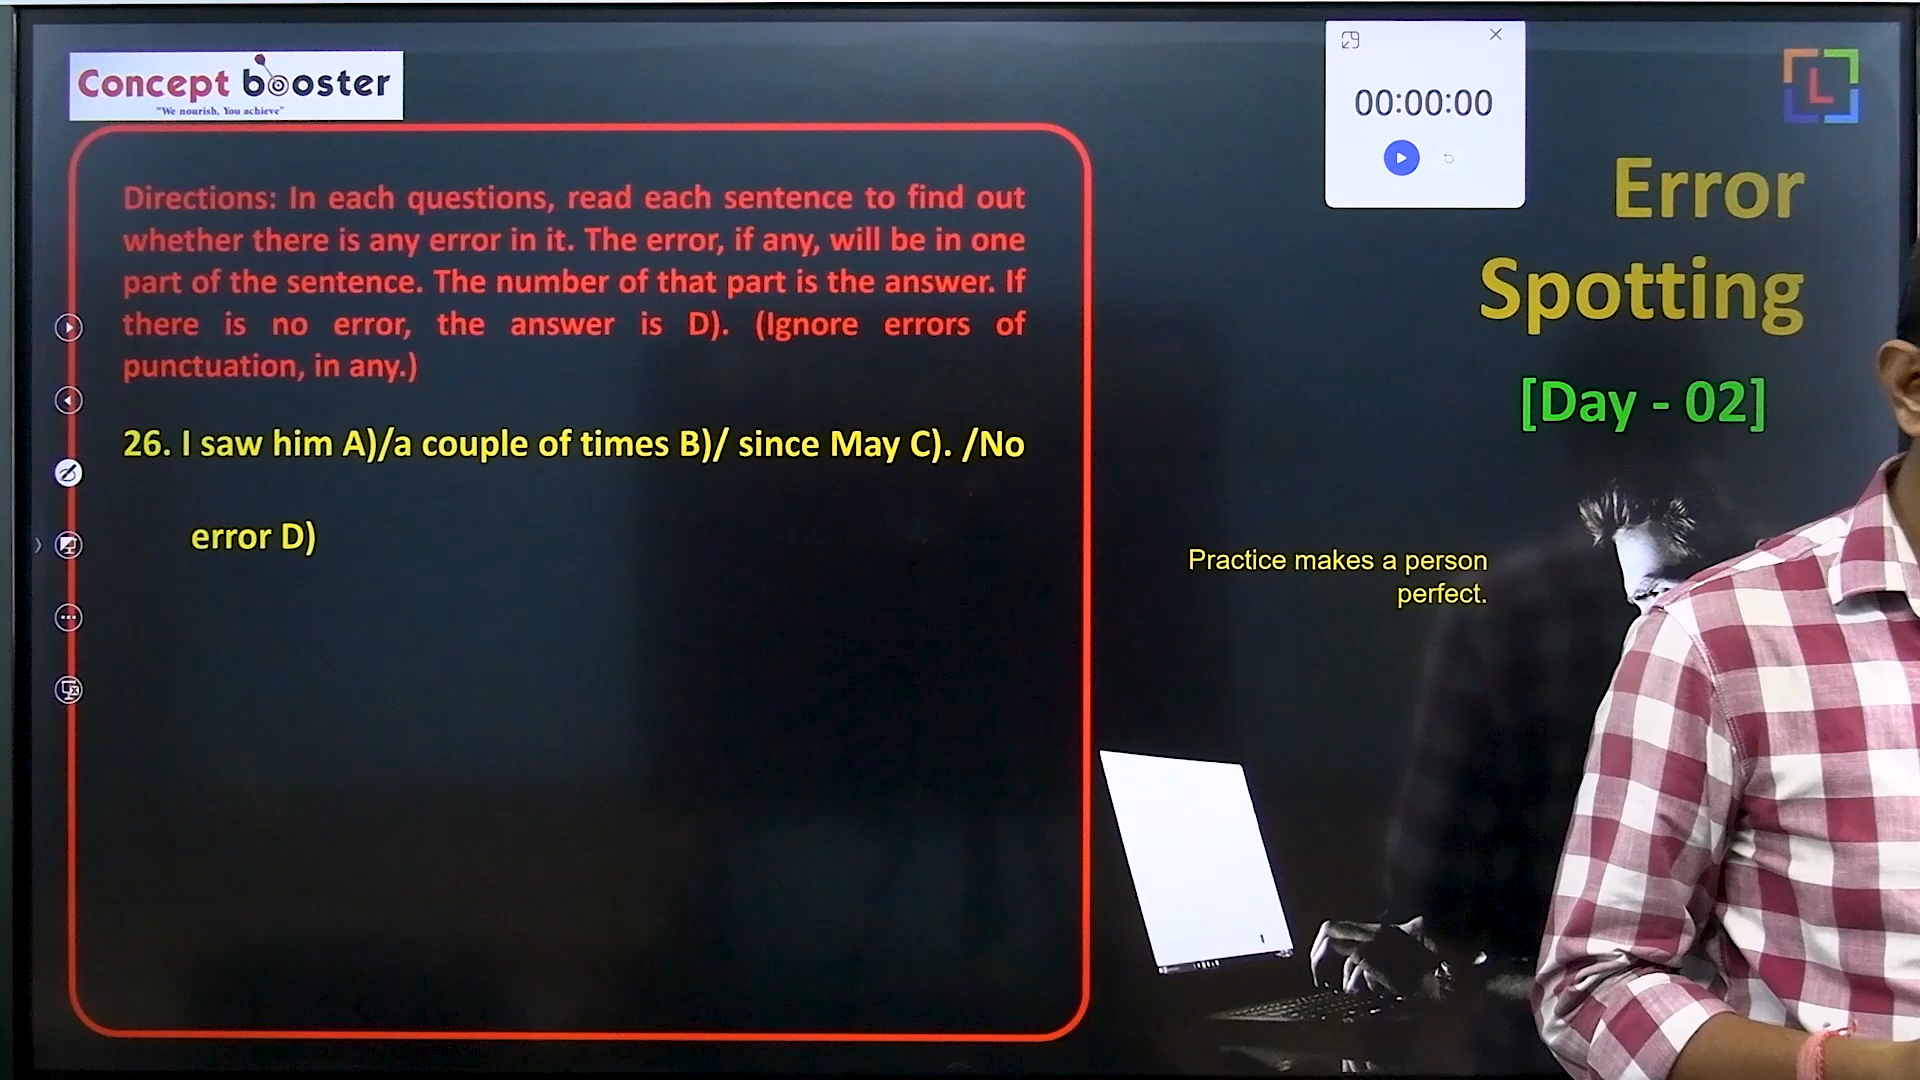 Concept booster
"We nourish, You achieve"
00:00:00
L
Error
Spotting
[Day - 02]
Directions: In each questions, read each sentence to find out
whether there is any error in it. The error, if any, will be in one
part of the sentence. The number of that part is the answer. If
there is no error, the answer is D). (Ignore errors of
punctuation, in any.)
26. I saw him A)/a couple of times B)/ since May C). /No
error D)
Practice makes a person
perfect.